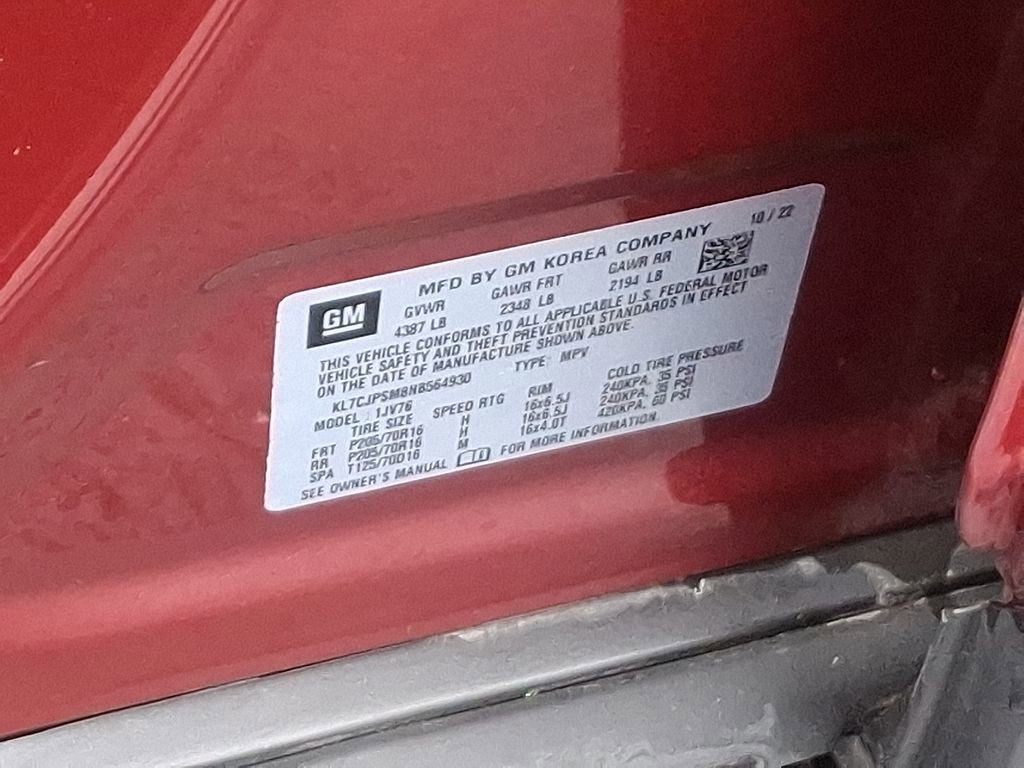 10 / 22
MFD BY GM KOREA COMPANY
GM
GVWR GAWR FRT GAWR RR
4387 LB 2348 LB 2194 LB
THIS VEHICLE CONFORMS TO ALL APPLICABLE U.S. FEDERAL MOTOR
VEHICLE SAFETY AND THEFT PREVENTION STANDARDS IN EFFECT
ON THE DATE OF MANUFACTURE SHOWN ABOVE.
KL7CJPSM8NB564930 TYPE: MPV
MODEL : 1JV76
TIRE SIZE SPEED RTG RIM COLD TIRE PRESSURE
FRT P205/70R16 H 16x6.5J 240KPA, 35 PSI
RR P205/70R16 H 16x6.5J 240KPA, 35 PSI
SPA T125/70D16 M 16x4.0T 420KPA, 60 PSI
SEE OWNER'S MANUAL FOR MORE INFORMATION.